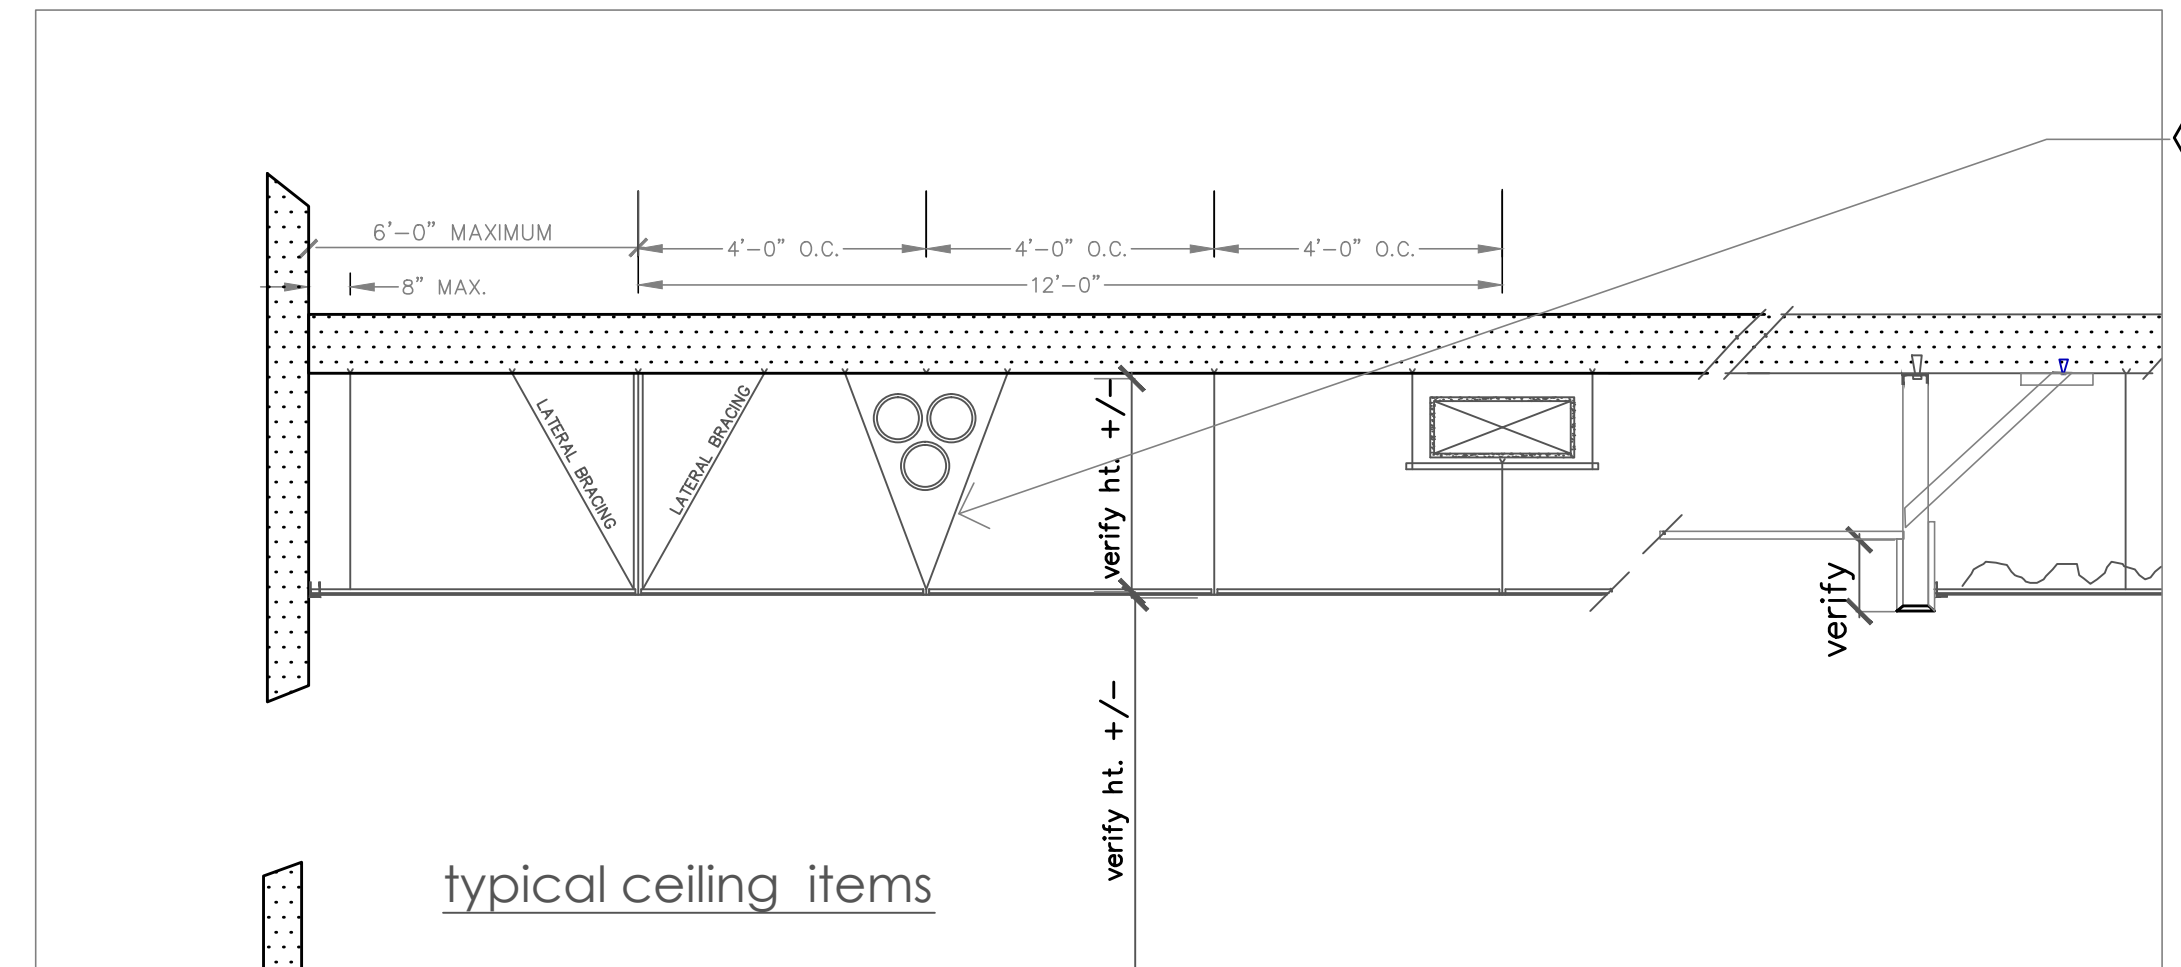 6'-0" MAXIMUM
4'-0" O.C.
4'-0" O.C.
4'-0" O.C.
8" MAX.
12'-0"
LATERAL BRACING
LATERAL BRACING
verify ht. +/-
verify
verify ht. +/-
typical ceiling items